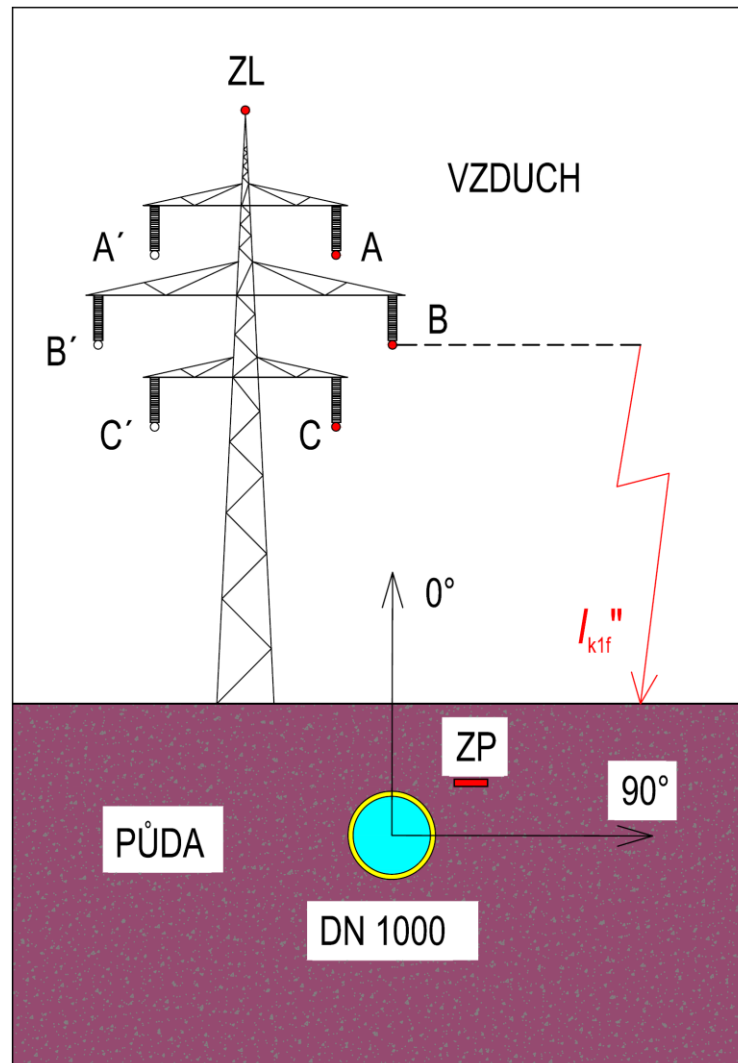 ZL
VZDUCH
A´
A
B´
B
C´
C
0°
I k1f"
ZP
90°
PŮDA
DN 1000